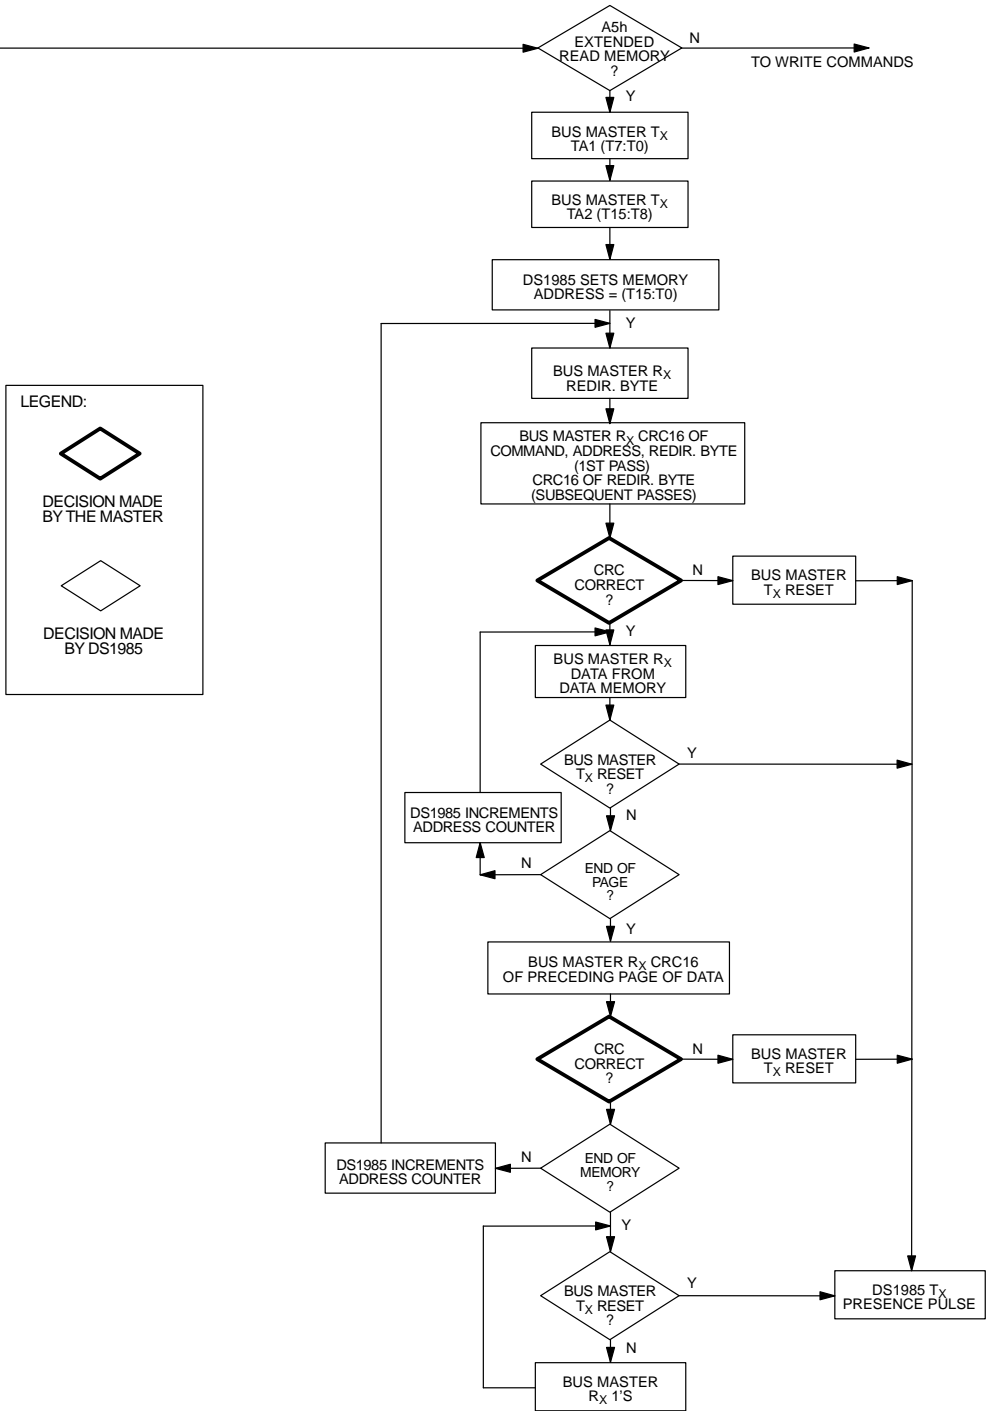 A5h
EXTENDED
READ MEMORY
?
N
TO WRITE COMMANDS
Y
BUS MASTER TX
TA1 (T7:T0)
BUS MASTER TX
TA2 (T15:T8)
DS1985 SETS MEMORY
ADDRESS = (T15:T0)
Y
BUS MASTER RX
REDIR. BYTE
LEGEND:
DECISION MADE
BY THE MASTER
DECISION MADE
BY DS1985
BUS MASTER RX CRC16 OF
COMMAND, ADDRESS, REDIR. BYTE
(1ST PASS)
CRC16 OF REDIR. BYTE
(SUBSEQUENT PASSES)
CRC
CORRECT
?
N
BUS MASTER
TX RESET
Y
BUS MASTER RX
DATA FROM
DATA MEMORY
BUS MASTER
TX RESET
?
Y
N
DS1985 INCREMENTS
ADDRESS COUNTER
END OF
PAGE
?
N
Y
BUS MASTER RX CRC16
OF PRECEDING PAGE OF DATA
CRC
CORRECT
?
N
BUS MASTER
TX RESET
END OF
MEMORY
?
N
DS1985 INCREMENTS
ADDRESS COUNTER
Y
BUS MASTER
TX RESET
?
Y
DS1985 TX
PRESENCE PULSE
N
BUS MASTER
RX 1'S